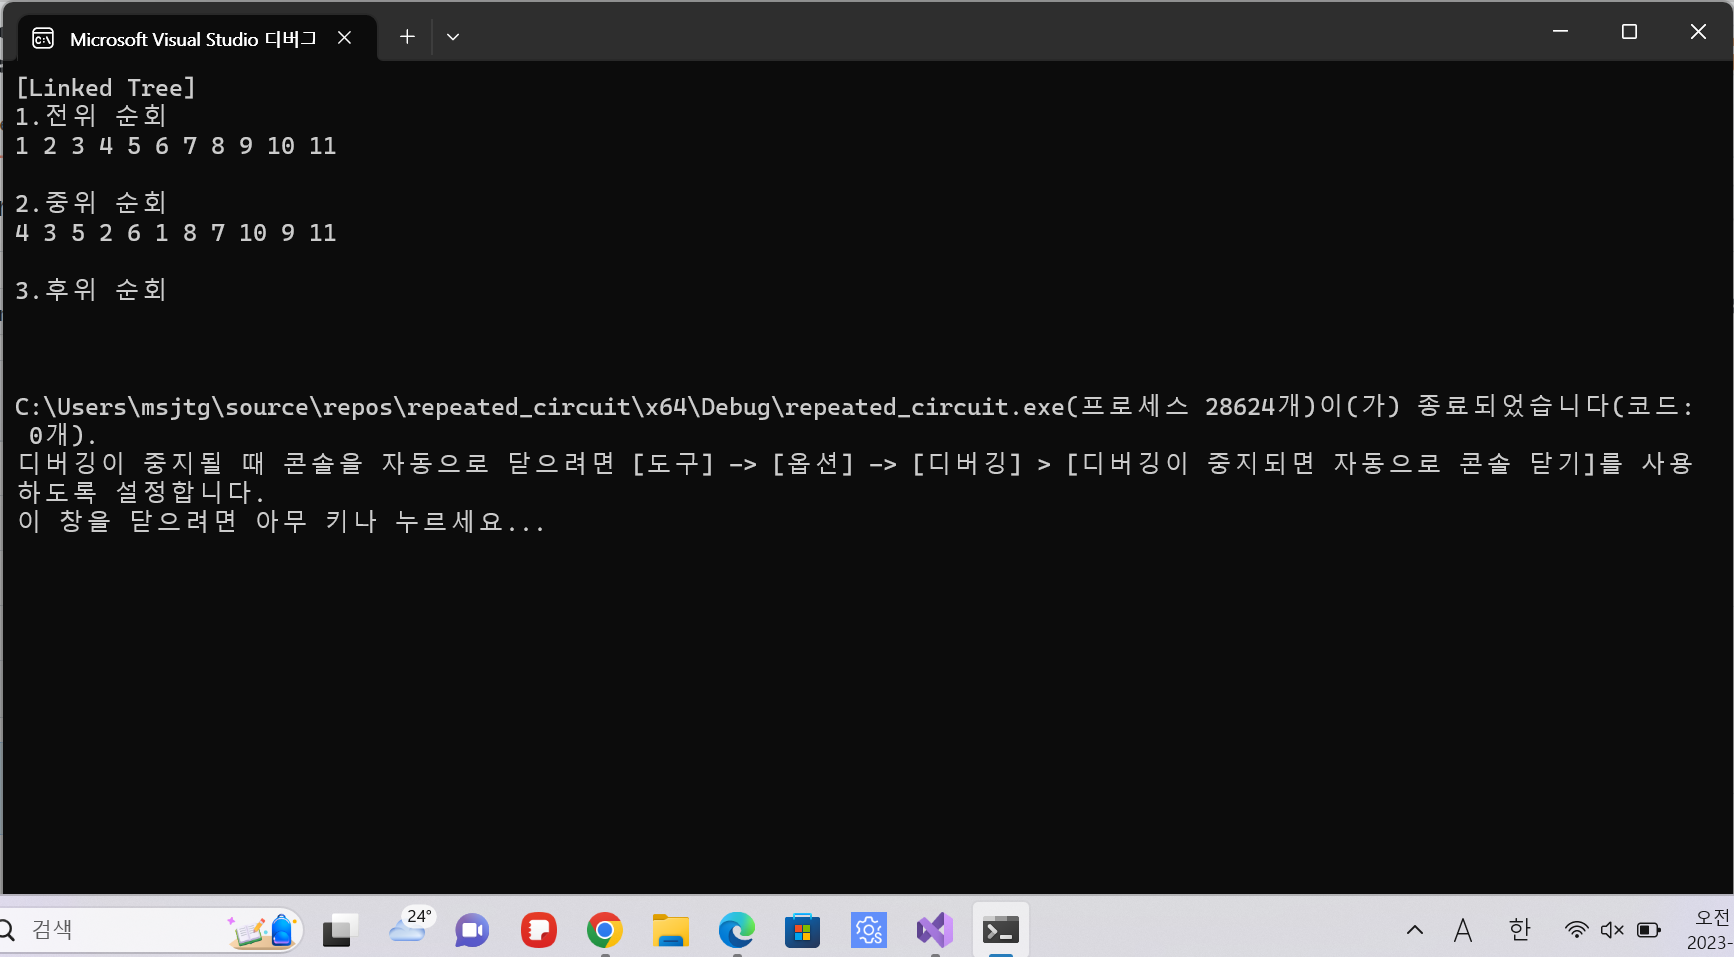 Microsoft Visual Studio 디버그
[Linked Tree]
1.전위 순회
1 2 3 4 5 6 7 8 9 10 11
2.중위 순회
4 3 5 2 6 1 8 7 10 9 11
3.후위 순회
C:\Users\msjtg\source\repos\repeated_circuit\x64\Debug\repeated_circuit.exe(프로세스 28624개)이(가) 종료되었습니다(코드:
0개).
디버깅이 중지될 때 콘솔을 자동으로 닫으려면 [도구] -> [옵션] -> [디버깅] > [디버깅이 중지되면 자동으로 콘솔 닫기]를 사용
하도록 설정합니다.
이 창을 닫으려면 아무 키나 누르세요...
검색
24°
A
한
오전
2023-